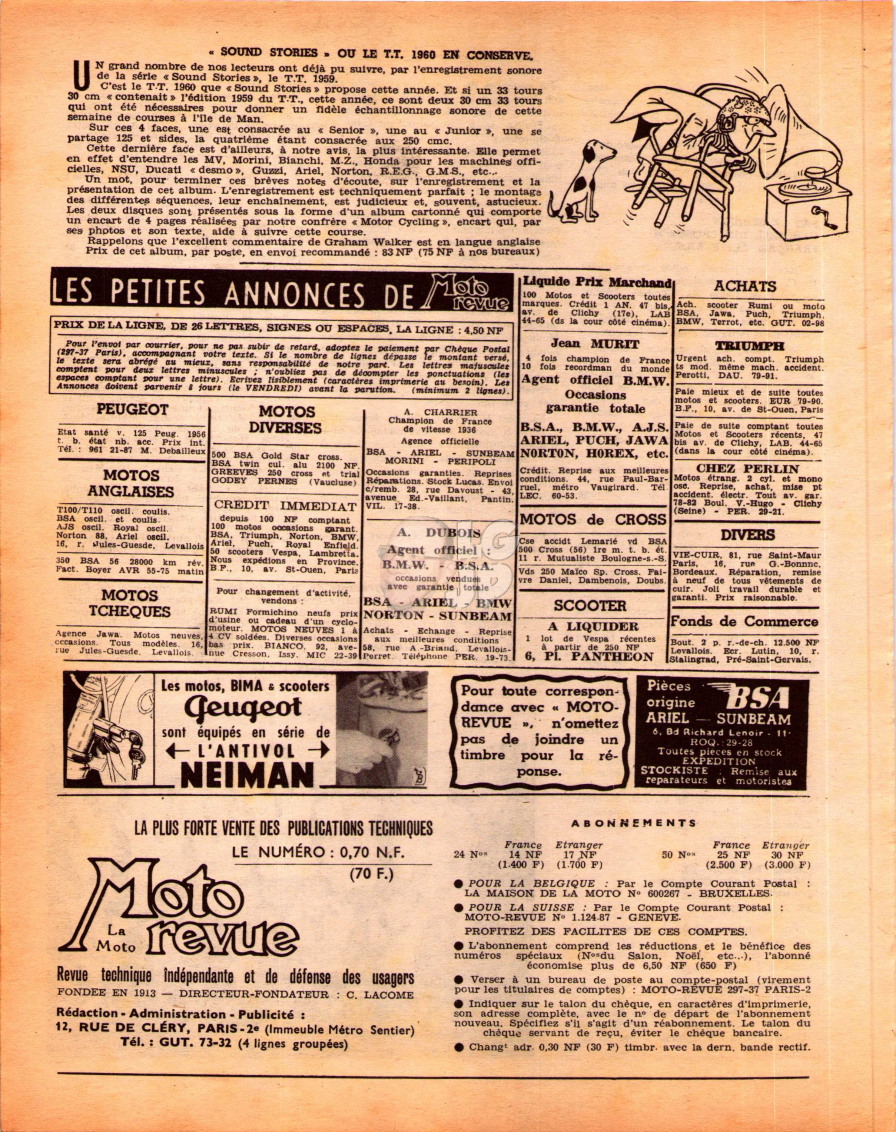 « SOUND STORIES » OU LE T.T. 1960 EN CONSERVE.
UN grand nombre de nos lecteurs ont déjà pu suivre, par l'enregistrement sonore
de la série « Sound Stories », le T.T. 1959.
C'est le T.T. 1960 que « Sound Stories » propose cette année. Et si un 33 tours
30 cm « contenait » l'édition 1959 du T.T., cette année, ce sont deux 30 cm 33 tours
qui ont été nécessaires pour donner un fidèle échantillonnage sonore de cette
semaine de courses à l'île de Man.
Sur ces 4 faces, une est consacrée au « Senior », une au « Junior », une se
partage 125 et sides, la quatrième étant consacrée aux 250 cmc.
Cette dernière face est d'ailleurs, à notre avis, la plus intéressante. Elle permet
en effet d'entendre les MV, Morini, Bianchi, M.Z., Honda pour les machines offi-
cielles, NSU, Ducati « desmo », Guzzi, Ariel, Norton, R.E.G., G.M.S., etc...
Un mot, pour terminer ces brèves notes d'écoute, sur l'enregistrement et la
présentation de cet album. L'enregistrement est techniquement parfait ; le montage
des différentes séquences, leur enchaînement, est judicieux et, souvent, astucieux.
Les deux disques sont présentés sous la forme d'un album cartonné qui comporte
un encart de 4 pages réalisées par notre confrère « Motor Cycling », encart qui, par
ses photos et son texte, aide à suivre cette course.
Rappelons que l'excellent commentaire de Graham Walker est en langue anglaise
Prix de cet album, par poste, en envoi recommandé : 83 NF (75 NF à nos bureaux)
LES PETITES ANNONCES DE Moto revue
PRIX DE LA LIGNE, DE 26 LETTRES, SIGNES OU ESPACES, LA LIGNE : 4,50 NF
Pour l'envoi par courrier, pour ne pas subir de retard, adoptez le paiement par Chèque Postal
(297-37 Paris), accompagnant votre texte. Si le nombre de lignes dépasse le montant versé,
le texte sera abrégé au mieux, sans responsabilité de notre part. Les lettres majuscules
comptent pour deux lettres minuscules ; n'oubliez pas de décompter les ponctuations (les
espaces comptant pour une lettre). Ecrivez lisiblement (caractères imprimerie au besoin). Les
Annonces doivent parvenir 8 jours (le VENDREDI) avant la parution. (minimum 2 lignes).
PEUGEOT
Etat santé v. 125 Peug. 1956
t. b. état nb. acc. Prix int.
Tél. : 961 21-87 M. Debailleux
MOTOS
ANGLAISES
T100/T110 oscil. coulis.
BSA oscil. et coulis.
AJS oscil. Royal oscil.
Norton 88, Ariel oscil.
16, r. Jules-Guesde, Levallois
350 BSA 56 28000 km rév.
Fact. Boyer AVR 55-75 matin
MOTOS
TCHEQUES
Agence Jawa. Motos neuves,
occasions. Tous modèles. 16,
rue Jules-Guesde, Levallois.
MOTOS
DIVERSES
500 BSA Gold Star cross.
BSA twin cul. alu 2100 NF.
GREEVES 250 cross et trial
GODEY PERNES (Vaucluse)
CREDIT IMMEDIAT
depuis 100 NF comptant
100 motos occasions garant.
BSA, Triumph, Norton, BMW,
Ariel, Puch, Royal Enfield.
50 scooters Vespa, Lambretta.
Nous expédions en Province.
B.P., 10, av. St-Ouen, Paris
Pour changement d'activité,
vendons :
RUMI Formichino neufs prix
d'usine ou cadeau d'un cyclo-
moteur. MOTOS NEUVES 1 à
4 CV soldées. Diverses occasions
bas prix. BIANCO, 92, ave-
nue Cresson, Issy. MIC 22-39
A. CHARRIER
Champion de France
de vitesse 1936
Agence officielle
BSA - ARIEL - SUNBEAM
MORINI - PERIPOLI
Occasions garanties. Reprises
Réparations. Stock Lucas. Envoi
c/remb. 28, rue Davoust - 43,
avenue Ed.-Vaillant, Pantin.
VIL. 17-38.
A. DUBOIS
Agent officiel :
B.M.W. - B.S.A.
occasions vendues
avec garantie totale
BSA - ARIEL - BMW
NORTON - SUNBEAM
Achats - Echange - Reprise
aux meilleures conditions
58, rue A.-Briand, Levallois-
Perret. Téléphone PER. 19-73
Liquide Prix Marchand
100 Motos et Scooters toutes
marques. Crédit 1 AN. 47 bis,
av. de Clichy (17e), LAB
44-65 (ds la cour côté cinéma).
Jean MURIT
4 fois champion de France
10 fois recordman du monde
Agent officiel B.M.W.
Occasions
garantie totale
B.S.A., B.M.W., A.J.S.
ARIEL, PUCH, JAWA
NORTON, HOREX, etc.
Crédit. Reprise aux meilleures
conditions. 44, rue Paul-Bar-
ruel, métro Vaugirard. Tél.
LEC. 60-53.
MOTOS de CROSS
Cse accidt Lemarié vd BSA
500 Cross (56) 1re m. t. b. ét.
11 r. Mutualiste Boulogne-s.-S.
Vds 250 Maïco Sp. Cross. Fai-
vre Daniel, Dambenois, Doubs.
SCOOTER
A LIQUIDER
1 lot de Vespa récentes
à partir de 250 NF
6, Pl. PANTHEON
ACHATS
Ach. scooter Rumi ou moto
BSA, Jawa, Puch, Triumph,
BMW, Terrot, etc. GUT. 02-98
TRIUMPH
Urgent ach. compt. Triumph
ts mod. même mach. accident.
Perotti, DAU. 79-91.
Paie mieux et de suite toutes
motos et scooters. EUR 79-90.
B.P., 10, av. de St-Ouen, Paris
Paie de suite comptant toutes
Motos et Scooters récents, 47
bis av. de Clichy, LAB. 44-65
(dans la cour côté cinéma).
CHEZ PERLIN
Motos étrang. 2 cyl. et mono
ose. Reprise, achat, mise pt
accident. électr. Tout av. gar.
78-82 Boul. V.-Hugo - Clichy
(Seine) - PER. 29-21.
DIVERS
VIE-CUIR, 81, rue Saint-Maur
Paris, 16, rue G.-Bonnac,
Bordeaux. Réparation, remise
à neuf de tous vêtements de
cuir. Joli travail durable et
garanti. Prix raisonnable.
Fonds de Commerce
Bout. 2 p. r.-de-ch. 12.500 NF
Levallois. Ecr. Lutin, 10, r.
Stalingrad, Pré-Saint-Gervais.
Les motos, BIMA & scooters
Peugeot
sont équipés en série de
L'ANTIVOL
NEIMAN
Pour toute correspon-
dance avec « MOTO-
REVUE », n'omettez
pas de joindre un
timbre pour la ré-
ponse.
Pièces
origine BSA
ARIEL — SUNBEAM
6, Bd Richard Lenoir - 11e
ROQ. 29-28
Toutes pièces en stock
EXPEDITION
STOCKISTE : Remise aux
reparateurs et motoristes
LA PLUS FORTE VENTE DES PUBLICATIONS TECHNIQUES
LE NUMÉRO : 0,70 N.F.
(70 F.)
Moto
La Moto revue
Revue technique indépendante et de défense des usagers
FONDEE EN 1913 — DIRECTEUR-FONDATEUR : C. LACOME
Rédaction - Administration - Publicité :
12, RUE DE CLÉRY, PARIS-2e (Immeuble Métro Sentier)
Tél. : GUT. 73-32 (4 lignes groupées)
ABONNEMENTS
France Etranger France Etranger
24 Nos 14 NF 17 NF 50 Nos 25 NF 30 NF
(1.400 F) (1.700 F) (2.500 F) (3.000 F)
● POUR LA BELGIQUE : Par le Compte Courant Postal :
LA MAISON DE LA MOTO No 600267 - BRUXELLES.
● POUR LA SUISSE : Par le Compte Courant Postal :
MOTO-REVUE No 1.124-87 - GENEVE.
PROFITEZ DES FACILITES DE CES COMPTES.
● L'abonnement comprend les réductions et le bénéfice des
numéros spéciaux (Nos du Salon, Noël, etc...), l'abonné
économise plus de 6,50 NF (650 F)
● Verser à un bureau de poste au compte-postal (virement
pour les titulaires de comptes) : MOTO-REVUE 297-37 PARIS-2
● Indiquer sur le talon du chèque, en caractères d'imprimerie,
son adresse complète, avec le no de départ de l'abonnement
nouveau. Spécifiez s'il s'agit d'un réabonnement. Le talon du
chèque servant de reçu, éviter le chèque bancaire.
● Changt adr. 0,30 NF (30 F) timbr. avec la dern. bande rectif.